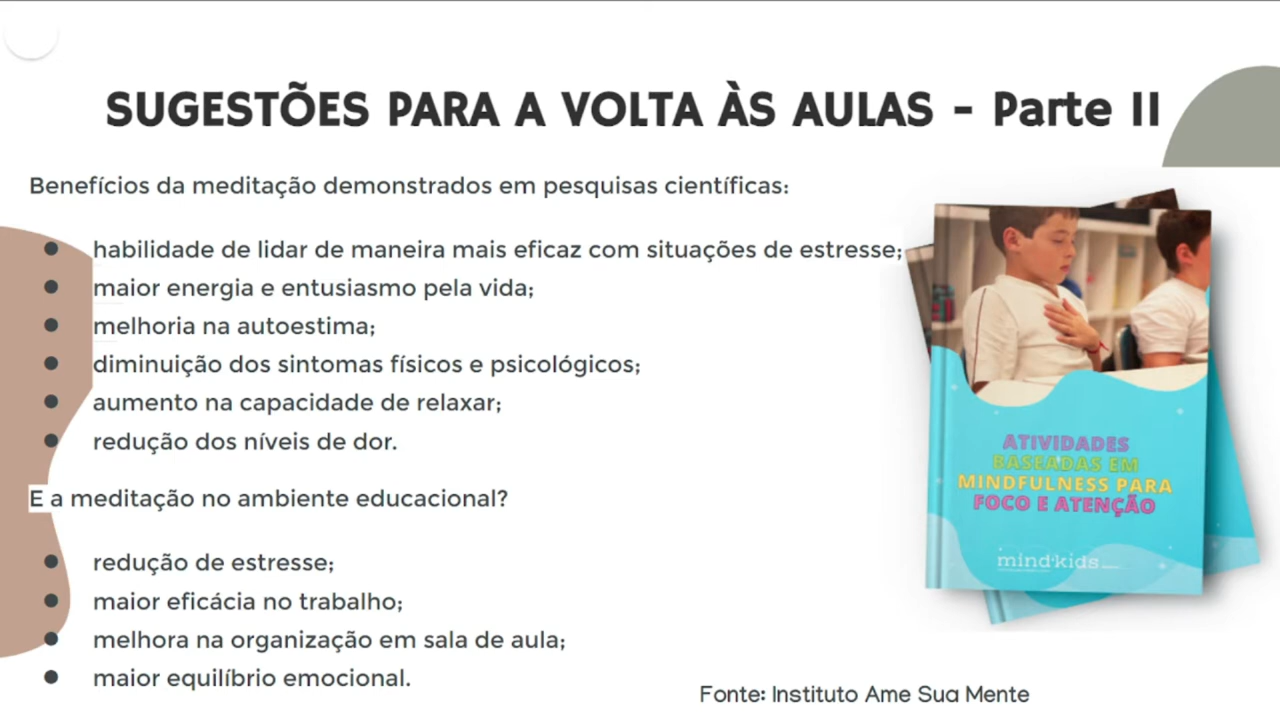 SUGESTÕES PARA A VOLTA ÀS AULAS - Parte II
Benefícios da meditação demonstrados em pesquisas científicas:
● habilidade de lidar de maneira mais eficaz com situações de estresse;
● maior energia e entusiasmo pela vida;
● melhoria na autoestima;
● diminuição dos sintomas físicos e psicológicos;
● aumento na capacidade de relaxar;
● redução dos níveis de dor.
E a meditação no ambiente educacional?
● redução de estresse;
● maior eficácia no trabalho;
● melhora na organização em sala de aula;
● maior equilíbrio emocional.
ATIVIDADES
BASEADAS EM
MINDFULNESS PARA
FOCO E ATENÇÃO
mindkids
Fonte: Instituto Ame Sua Mente